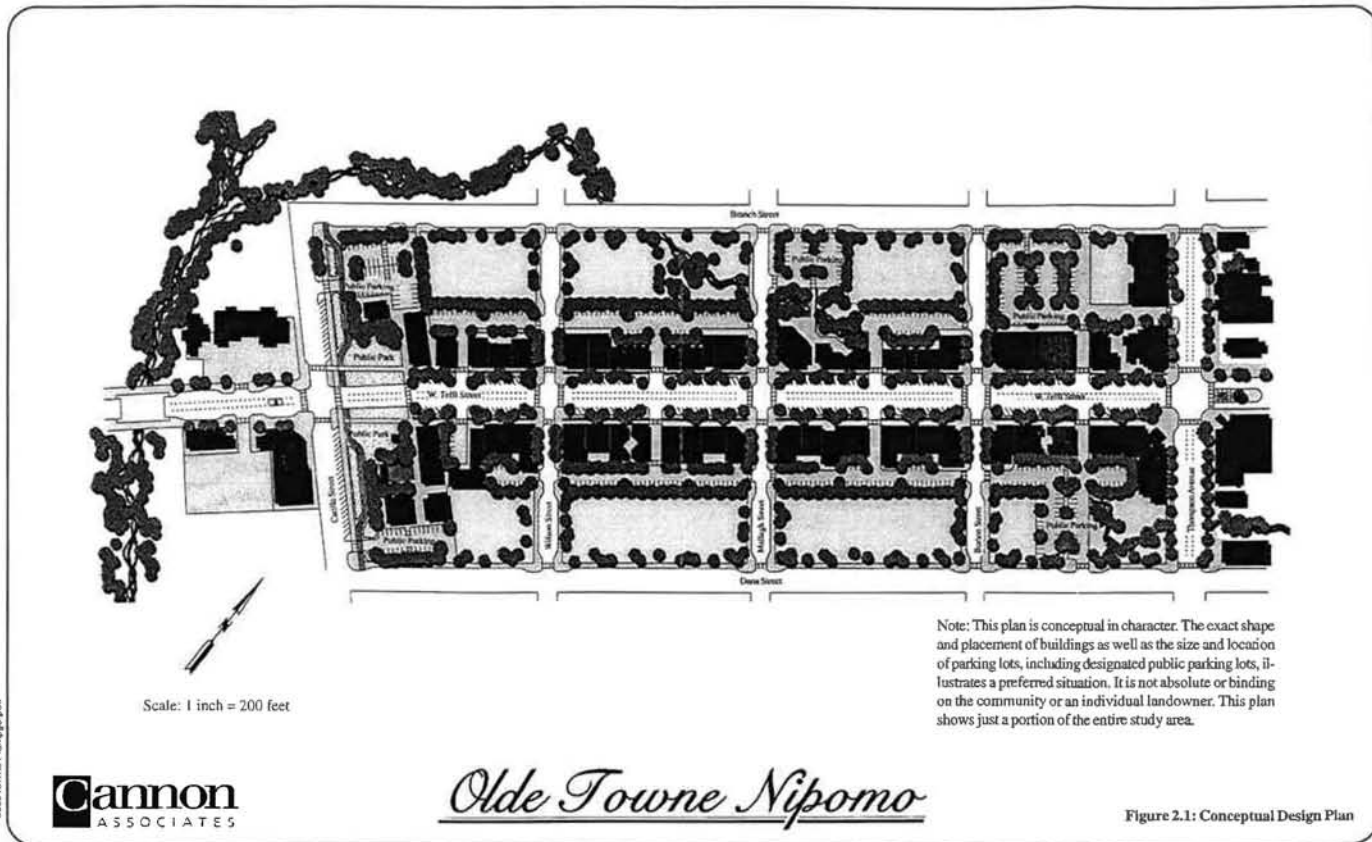 Branch Street
Public Parking
Public Parking
Public Parking
Public Park
W. Tefft Street
W. Tefft Street
Public Park
Carillo Street
Wilson Street
Mallagh Street
Burton Street
Thompson Avenue
Public Parking
Public Parking
Dana Street
Note: This plan is conceptual in character. The exact shape
and placement of buildings as well as the size and location
of parking lots, including designated public parking lots, il-
lustrates a preferred situation. It is not absolute or binding
on the community or an individual landowner. This plan
shows just a portion of the entire study area.
Scale: 1 inch = 200 feet
Cannon
ASSOCIATES
Olde Towne Nipomo
Figure 2.1: Conceptual Design Plan